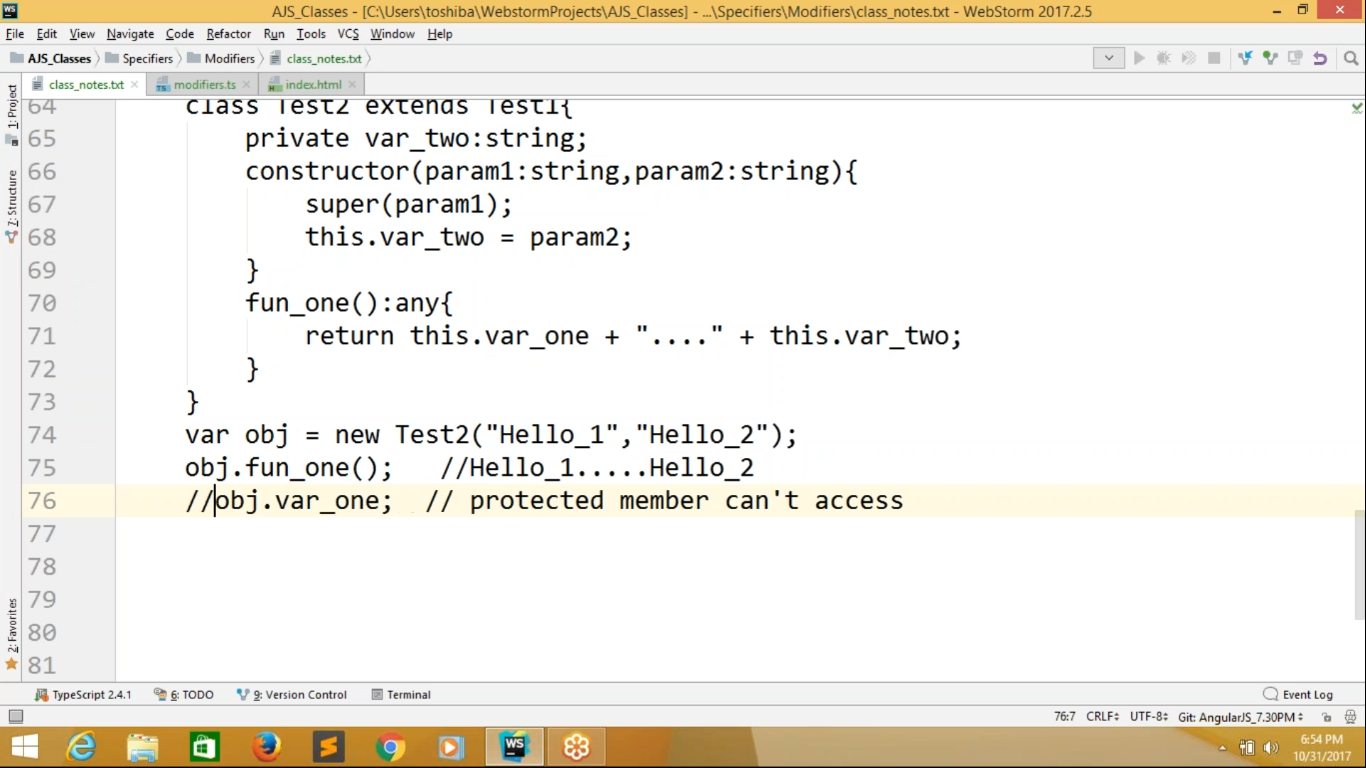 AJS_Classes - [C:\Users\toshiba\WebstormProjects\AJS_Classes] - ...\Specifiers\Modifiers\class_notes.txt - WebStorm 2017.2.5
File Edit View Navigate Code Refactor Run Tools VCS Window Help
AJS_Classes Specifiers Modifiers class_notes.txt
class_notes.txt modifiers.ts index.html
1: Project
7: Structure
2: Favorites
64 class Test2 extends Test1{
65 private var_two:string;
66 constructor(param1:string,param2:string){
67 super(param1);
68 this.var_two = param2;
69 }
70 fun_one():any{
71 return this.var_one + "...." + this.var_two;
72 }
73 }
74 var obj = new Test2("Hello_1","Hello_2");
75 obj.fun_one(); //Hello_1.....Hello_2
76 //obj.var_one; // protected member can't access
77
78
79
80
81
TypeScript 2.4.1 6: TODO 9: Version Control Terminal Event Log
76:7 CRLF UTF-8 Git: AngularJS_7.30PM
6:54 PM
10/31/2017